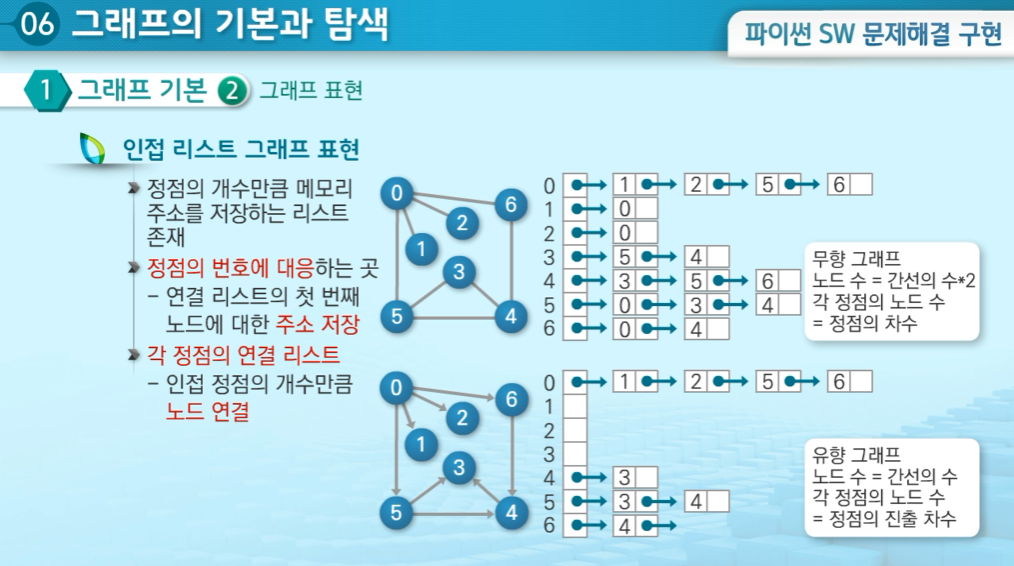 06 그래프의 기본과 탐색
파이썬 SW 문제해결 구현
1 그래프 기본 2 그래프 표현
인접 리스트 그래프 표현
정점의 개수만큼 메모리
주소를 저장하는 리스트
존재
정점의 번호에 대응하는 곳
– 연결 리스트의 첫 번째
노드에 대한 주소 저장
각 정점의 연결 리스트
– 인접 정점의 개수만큼
노드 연결
0
6
2
1
3
5
4
0 1 2 5 6
1 0
2 0
3 5 4
4 3 5 6
5 0 3 4
6 0 4
무향 그래프
노드 수 = 간선의 수*2
각 정점의 노드 수
= 정점의 차수
0
6
2
1
3
5
4
0 1 2 5 6
1
2
3
4 3
5 3 4
6 4
유향 그래프
노드 수 = 간선의 수
각 정점의 노드 수
= 정점의 진출 차수